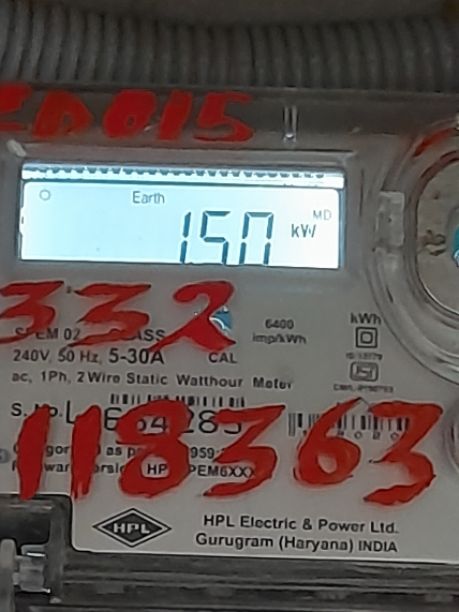 ED015
Earth
MD
1.50 kW
332
6400
imp/kWh
kWh
240V, 50 Hz, 5-30A
CAL
ac, 1Ph, 2Wire Static Watthour Meter
118363
HPL
HPL Electric & Power Ltd.
Gurugram (Haryana) INDIA